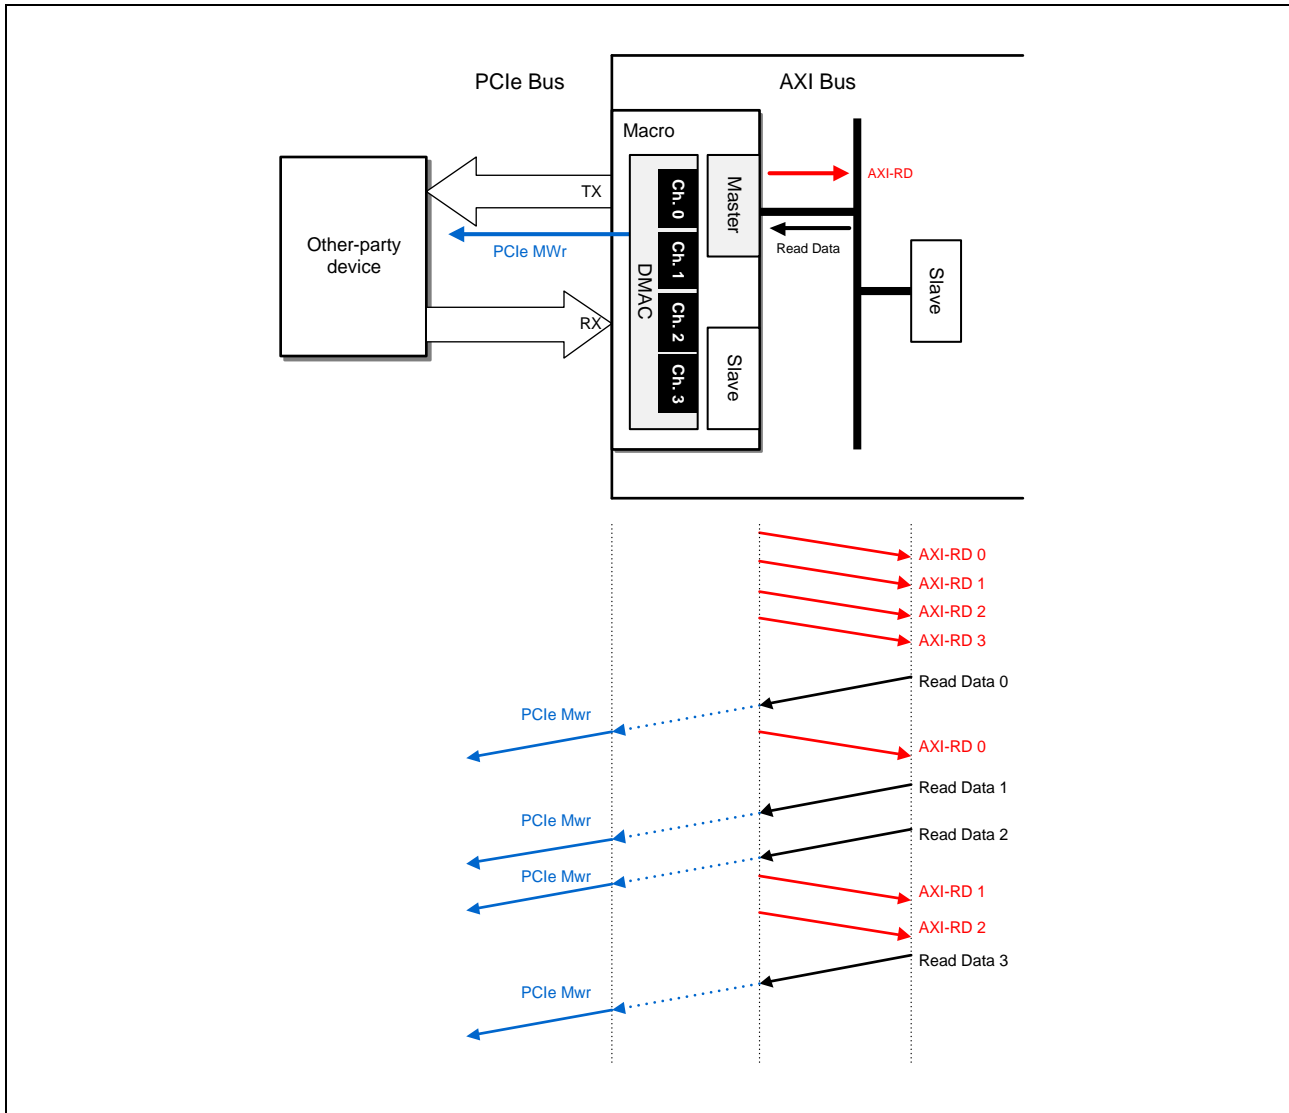 PCIe Bus
AXI Bus
Macro
TX
PCIe MWr
Other-party
device
RX
DMAC
Ch. 0
Ch. 1
Ch. 2
Ch. 3
Master
Slave
AXI-RD
Read Data
Slave
AXI-RD 0
AXI-RD 1
AXI-RD 2
AXI-RD 3
Read Data 0
PCIe Mwr
AXI-RD 0
Read Data 1
PCIe Mwr
Read Data 2
PCIe Mwr
AXI-RD 1
AXI-RD 2
Read Data 3
PCIe Mwr